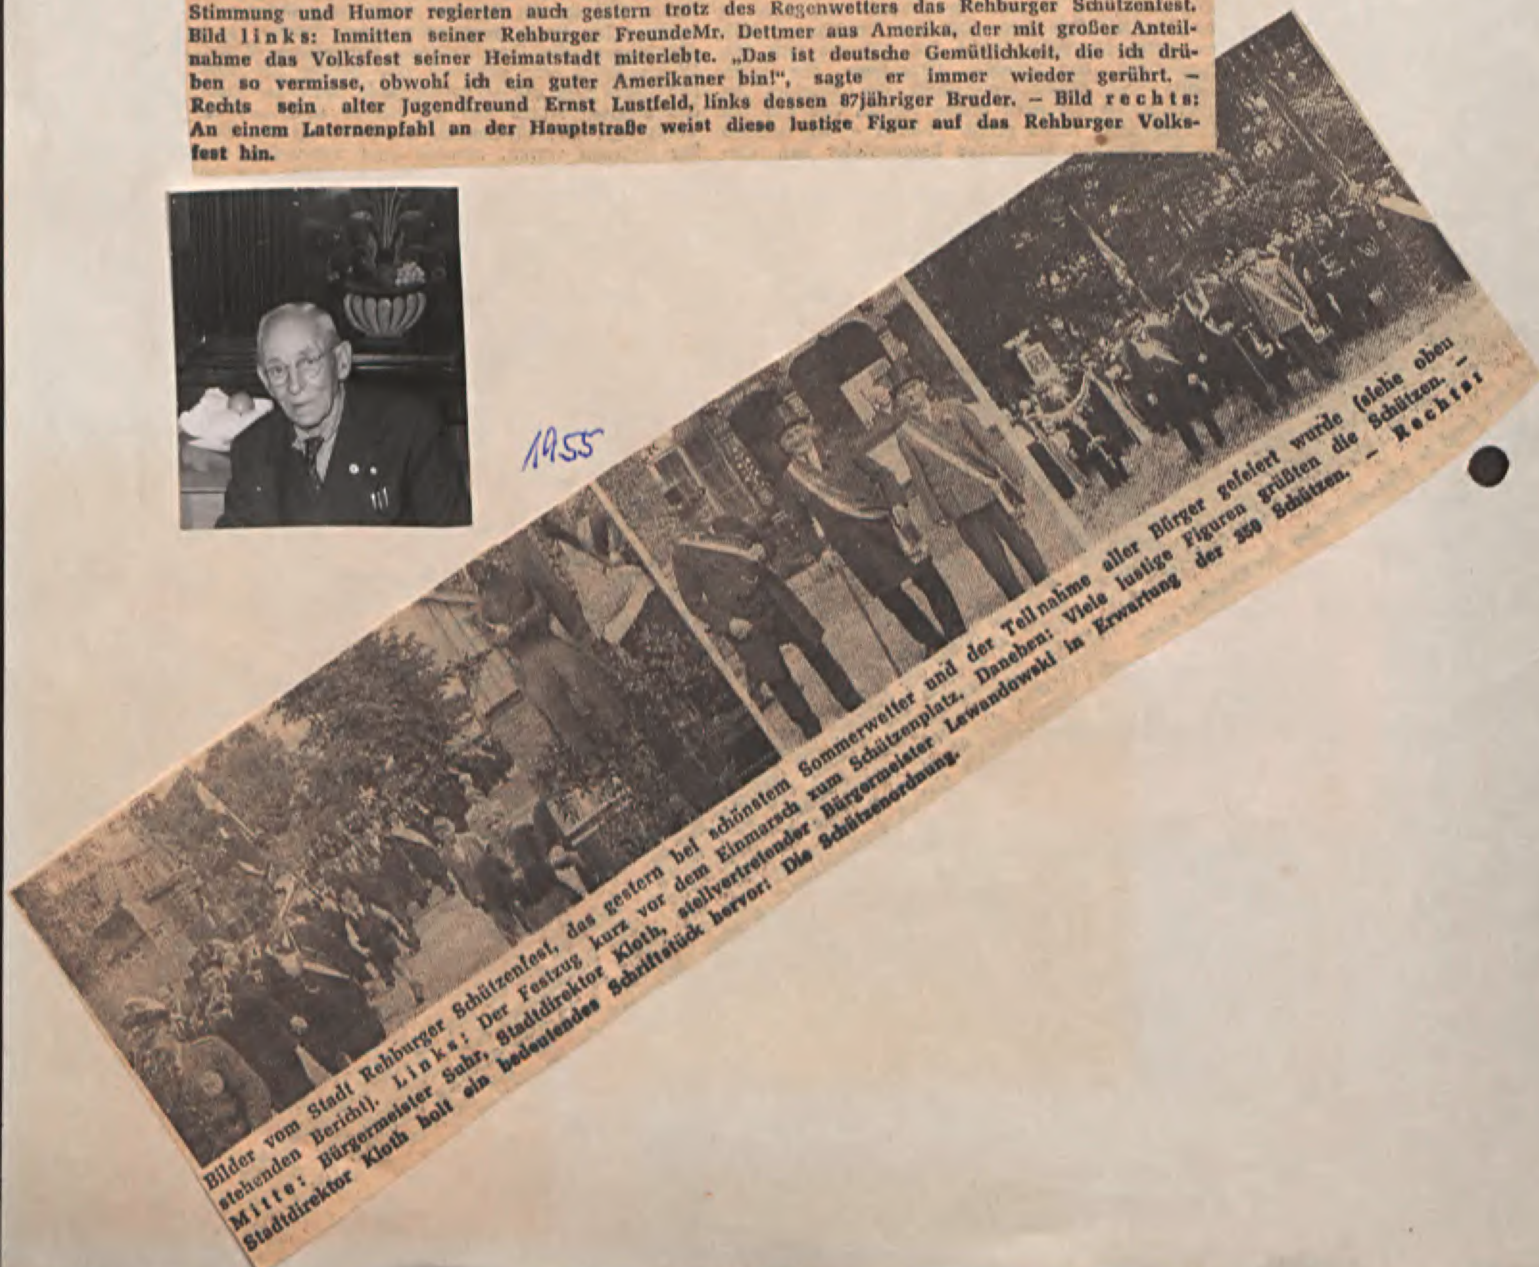 Stimmung und Humor regierten auch gestern trotz des Regenwetters das Rehburger Schützenfest.
Bild links: Inmitten seiner Rehburger FreundeMr. Dettmer aus Amerika, der mit großer Anteil-
nahme das Volksfest seiner Heimatstadt miterlebte. „Das ist deutsche Gemütlichkeit, die ich drü-
ben so vermisse, obwohl ich ein guter Amerikaner bin!“, sagte er immer wieder gerührt. —
Rechts sein alter Jugendfreund Ernst Lustfeld, links dessen 87jähriger Bruder. — Bild rechts:
An einem Laternenpfahl an der Hauptstraße weist diese lustige Figur auf das Rehburger Volks-
fest hin.
1955
Bilder vom Stadt Rehburger Schützenfest, das gestern bei schönstem Sommerwetter und der Teilnahme aller Bürger gefeiert wurde (siehe oben
stehenden Bericht). Links: Der Festzug kurz vor dem Einmarsch zum Schützenplatz. Daneben: Viele lustige Figuren grüßten die Schützen. —
Mitte: Bürgermeister Suhr, Stadtdirektor Kloth, stellvertretender Bürgermeister Lewandowski in Erwartung der 350 Schützen. — Rechts:
Stadtdirektor Kloth holt ein bedeutendes Schriftstück hervor: Die Schützenordnung.